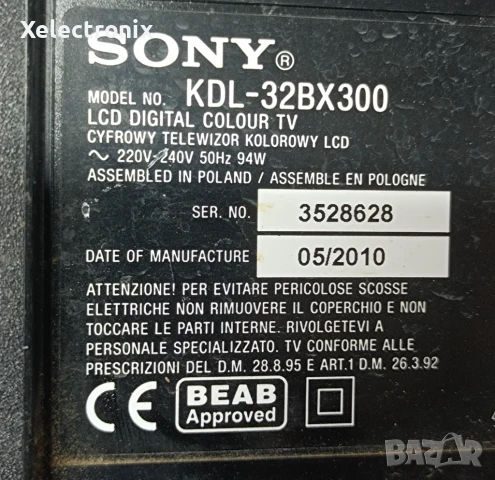 Xelectronix
SONY®
MODEL NO. KDL-32BX300
LCD DIGITAL COLOUR TV
CYFROWY TELEWIZOR KOLOROWY LCD
~ 220V-240V 50Hz 94W
ASSEMBLED IN POLAND / ASSEMBLE EN POLOGNE
SER. NO. 3528628
DATE OF MANUFACTURE 05/2010
ATTENZIONE! PER EVITARE PERICOLOSE SCOSSE
ELETTRICHE NON RIMUOVERE IL COPERCHIO E NON
TOCCARE LE PARTI INTERNE. RIVOLGETEVI A
PERSONALE SPECIALIZZATO. TV CONFORME ALLE
PRESCRIZIONI DEL D.M. 28.8.95 E ART.1 D.M. 26.3.92
CE
BEAB
Approved
BAZAR